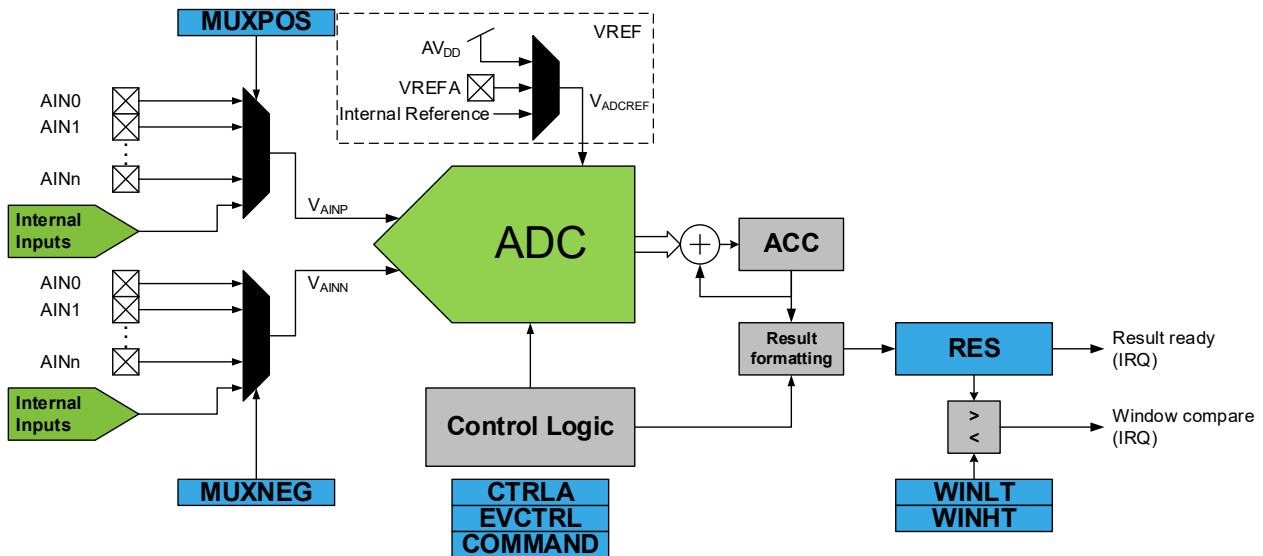 MUXPOS
VREF
AVDD
VREFA
Internal Reference
VADCREF
AIN0
AIN1
AINn
Internal
Inputs
VAINP
ADC
ACC
AIN0
AIN1
AINn
Internal
Inputs
VAINN
Result
formatting
RES
Result ready
(IRQ)
Control Logic
>
<
Window compare
(IRQ)
MUXNEG
CTRLA
EVCTRL
COMMAND
WINLT
WINHT